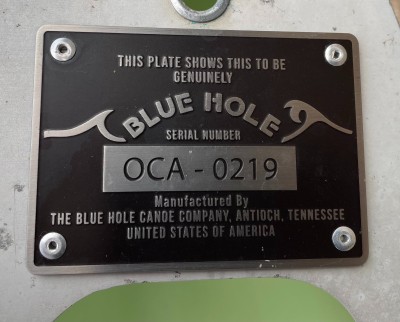 THIS PLATE SHOWS THIS TO BE
GENUINELY
BLUE HOLE
SERIAL NUMBER
OCA - 0219
Manufactured By
THE BLUE HOLE CANOE COMPANY, ANTIOCH, TENNESSEE
UNITED STATES OF AMERICA